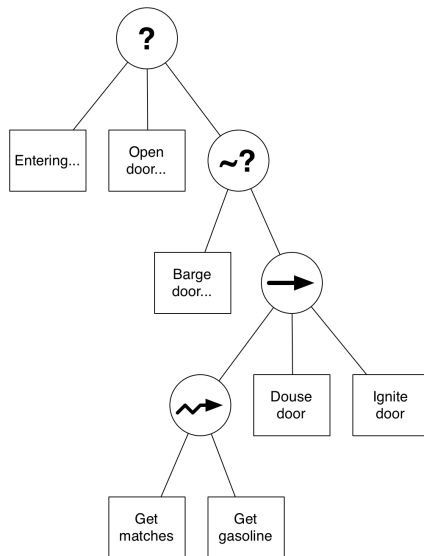 ?
Entering...
Open
door...
~?
Barge
door...
Douse
door
Ignite
door
Get
matches
Get
gasoline